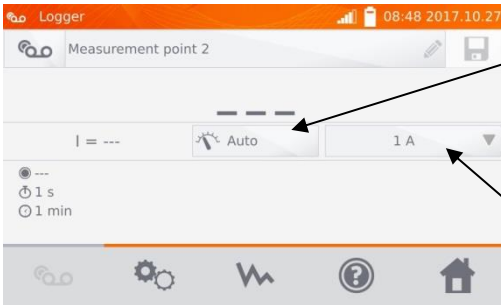 Logger 08:48 2017.10.27
Measurement point 2
---
I = --- Auto 1 A
---
1 s
1 min